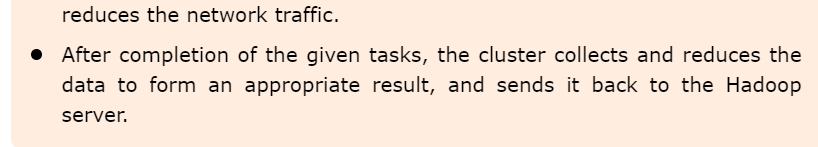 reduces the network traffic.
● After completion of the given tasks, the cluster collects and reduces the
data to form an appropriate result, and sends it back to the Hadoop
server.